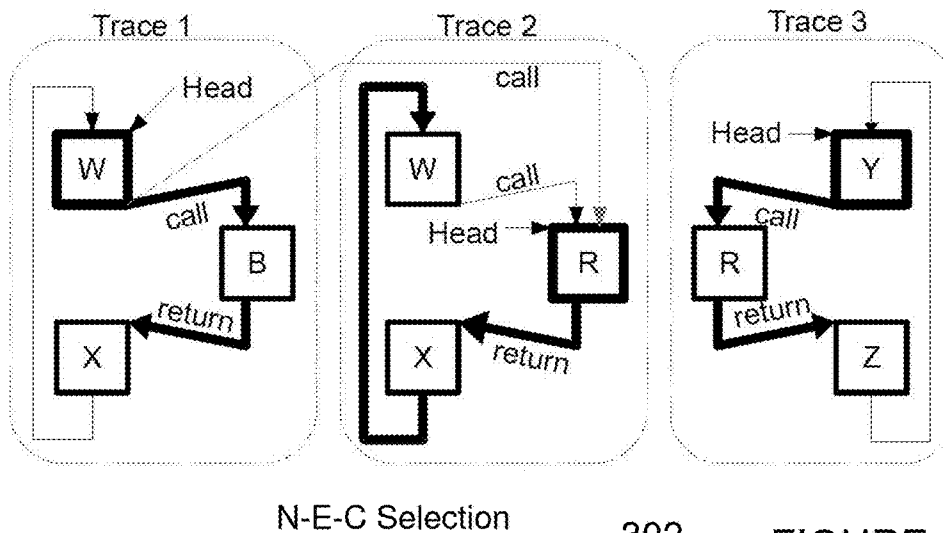 Trace 1
Trace 2
Trace 3
Head
call
W
W
Head
Y
call
call
call
Head
B
R
R
return
return
return
X
X
Z
N-E-C Selection